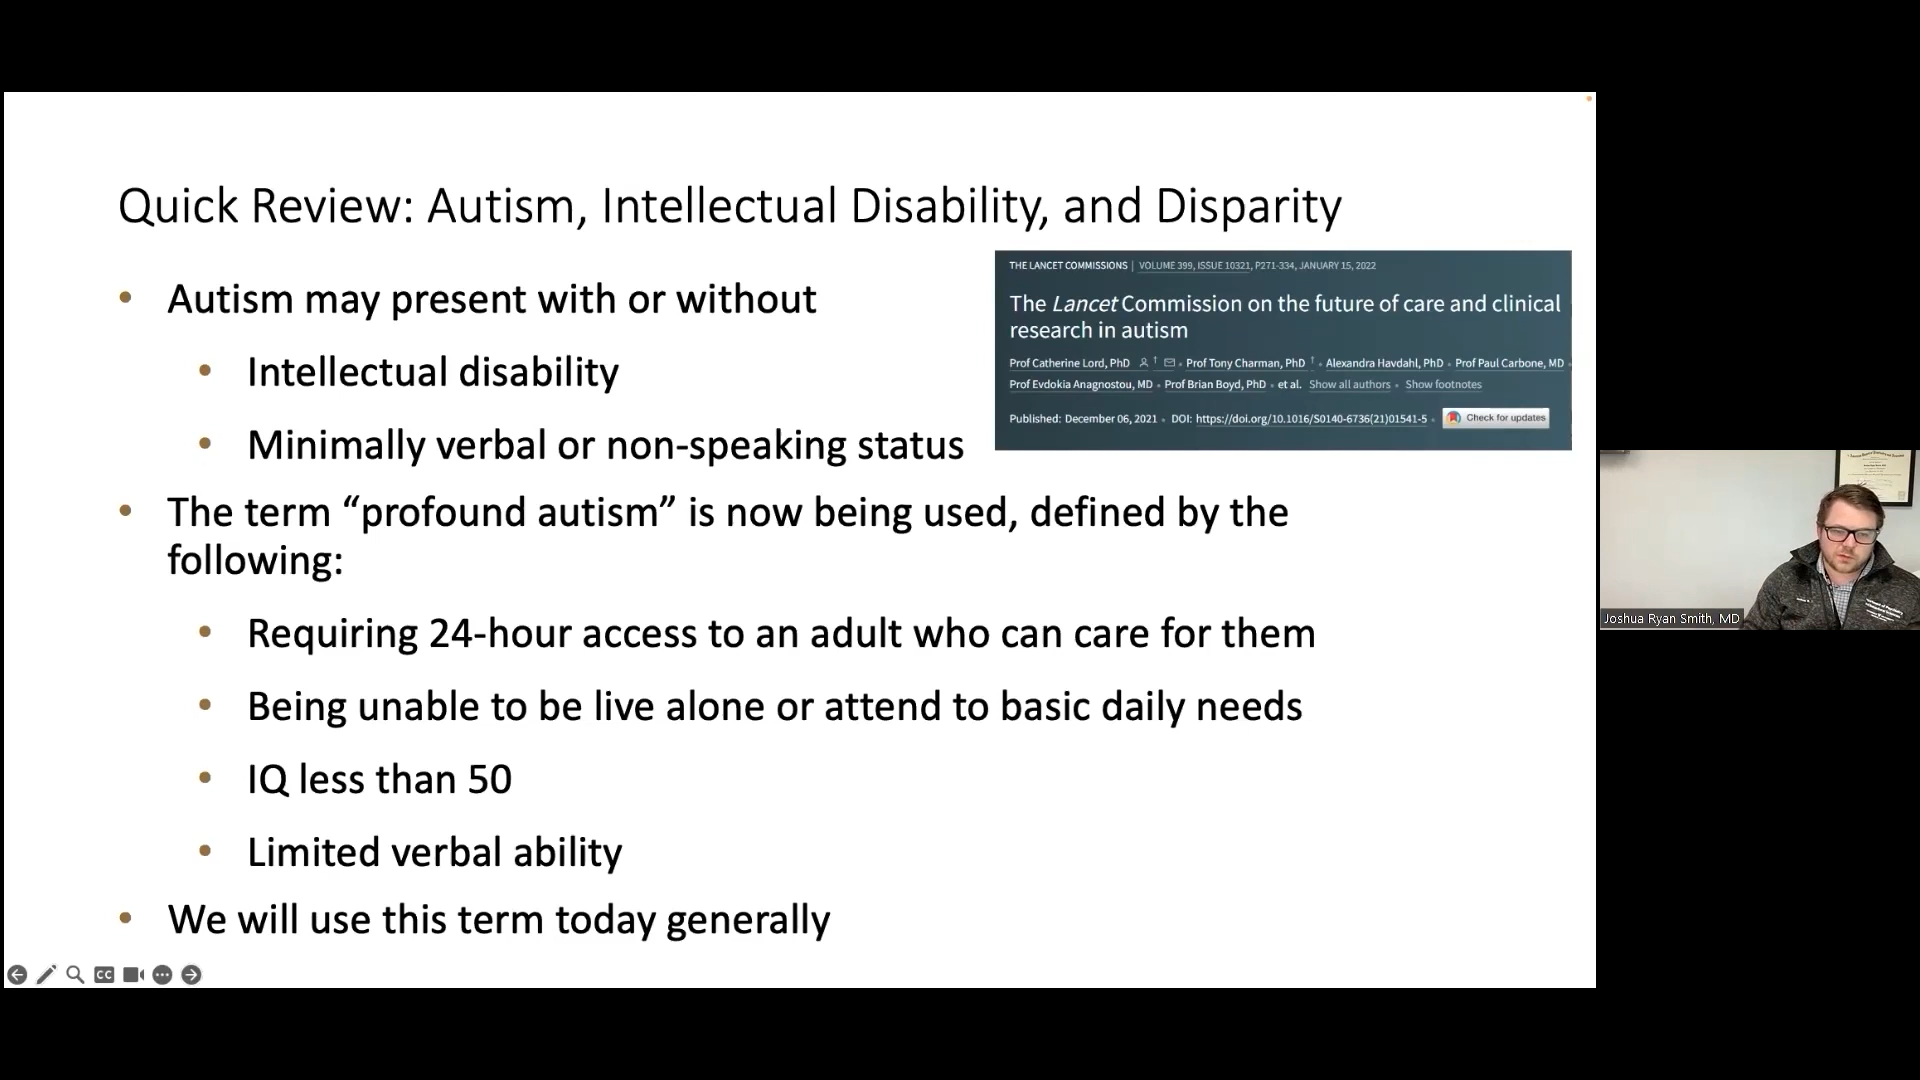 Quick Review: Autism, Intellectual Disability, and Disparity
• Autism may present with or without
• Intellectual disability
• Minimally verbal or non-speaking status
• The term “profound autism” is now being used, defined by the
following:
• Requiring 24-hour access to an adult who can care for them
• Being unable to be live alone or attend to basic daily needs
• IQ less than 50
• Limited verbal ability
• We will use this term today generally
THE LANCET COMMISSIONS | VOLUME 399, ISSUE 10321, P271-334, JANUARY 15, 2022
The Lancet Commission on the future of care and clinical
research in autism
Prof Catherine Lord, PhD † • Prof Tony Charman, PhD † • Alexandra Havdahl, PhD • Prof Paul Carbone, MD •
Prof Evdokia Anagnostou, MD • Prof Brian Boyd, PhD • et al. Show all authors • Show footnotes
Published: December 06, 2021 • DOI: https://doi.org/10.1016/S0140-6736(21)01541-5 • Check for updates
CC
Joshua Ryan Smith, MD